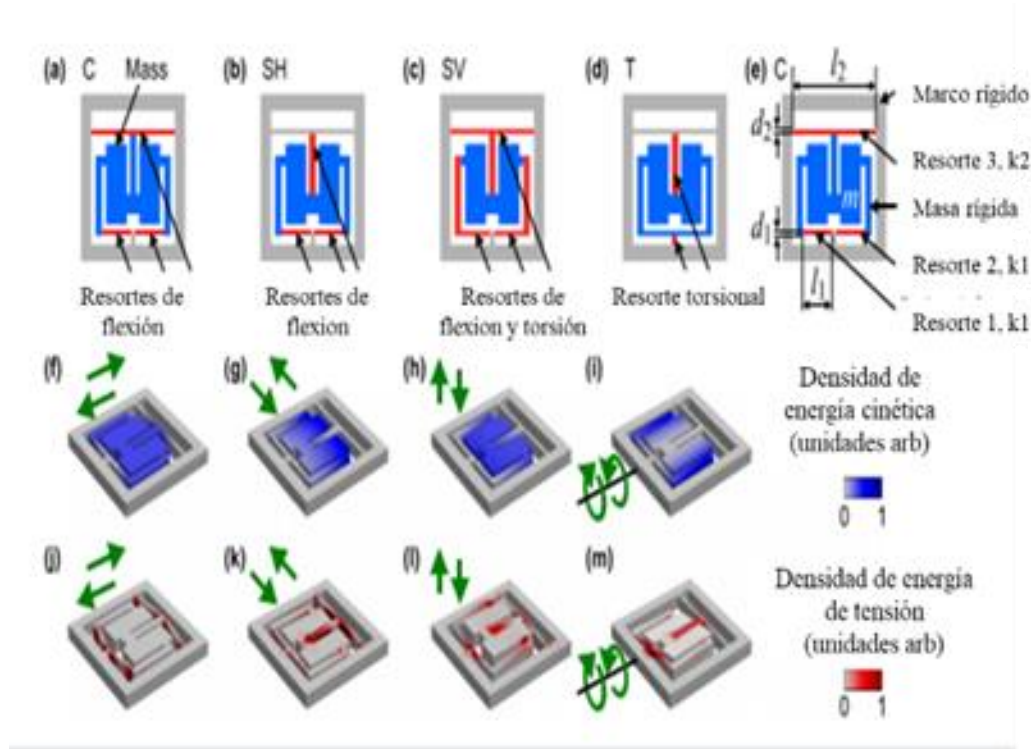 (a) C Mass
(b) SH
(c) SV
(d) T
(e) C
l₂
d₂
m
d₁
l₁
Marco rígido
Resorte 3, k2
Masa rígida
Resorte 2, k1
Resorte 1, k1
Resortes de
flexión
Resortes de
flexion
Resortes de
flexion y torsión
Resorte torsional
(f)
(g)
(h)
(i)
Densidad de
energía cinética
(unidades arb)
0 1
(j)
(k)
(l)
(m)
Densidad de energía
de tensión
(unidades arb)
0 1